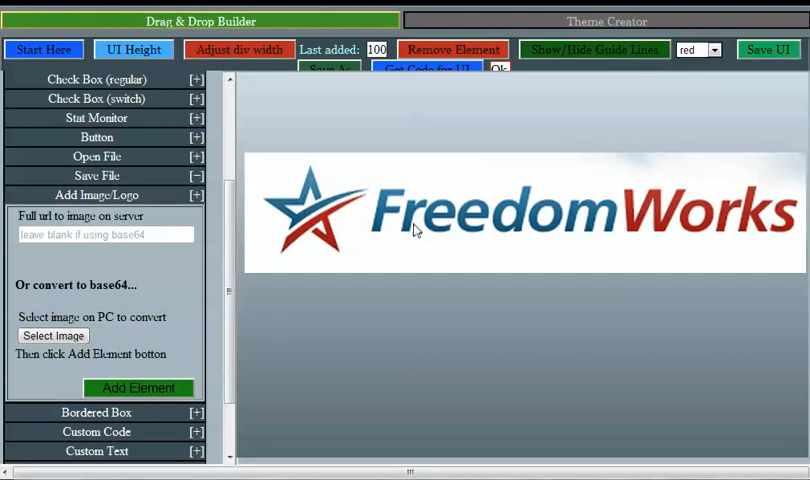 Drag & Drop Builder
Theme Creator
Start Here
UI Height
Adjust div width
Last added:
100
Remove Element
Show/Hide Guide Lines
red
Save UI
Save As
Get Code for UI
Ok
Check Box (regular) [+]
Check Box (switch) [+]
Stat Monitor [+]
Button [+]
Open File [+]
Save File [–]
Add Image/Logo [+]
Full url to image on server
leave blank if using base64
Or convert to base64...
Select image on PC to convert
Select Image
Then click Add Element botton
Add Element
Bordered Box [+]
Custom Code [+]
Custom Text [+]
FreedomWorks